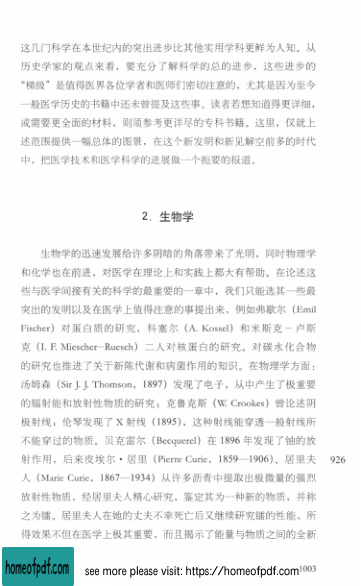 这几门科学在本世纪内的突出进步比其他实用学科更鲜为人知。从
历史学家的观点来看，要充分了解科学的总的进步，这些进步的
“梯级”是值得医界各位学者和医师们密切注意的，尤其是因为至今
一般医学历史的书籍中还未曾提及这些事。读者若想知道得更详细，
或需要更全面的材料，则须参考更详尽的专科书籍。这里，仅就上
述范围提供一幅总体的图景，在这个新发明和新见解空前多的时代
中，把医学技术和医学科学的进展做一个扼要的报道。
2．生物学
生物学的迅速发展给许多阴暗的角落带来了光明，同时物理学
和化学也在前进，对医学在理论上和实践上都大有帮助。在论述这
些与医学间接有关的科学的最重要的一章中，我们只能选其一些最
突出的发明以及在医学上值得注意的事提出来，例如弗歇尔（Emil
Fischer）对蛋白质的研究，科塞尔（A. Kossel）和米斯克－卢斯
克（I. F. Miescher–Ruesch）二人对核蛋白的研究。对碳水化合物
的研究也推进了关于新陈代谢和病菌作用的知识。在物理学方面：
汤姆森（Sir J. J. Thomson，1897）发现了电子，从中产生了极重要
的辐射能和放射性物质的研究；克鲁克斯（W. Crookes）曾论述阴
极射线；伦琴发现了 X 射线（1895），这种射线能穿透一般射线所
不能穿过的物质。贝克雷尔（Becquerel）在 1896 年发现了铀的放
射作用，后来皮埃尔·居里（Pierre Curie，1859—1906）、居里夫
926
人（Marie Curie，1867—1934）从许多沥青中提取出极微量的强烈
放射性物质，经居里夫人精心研究，鉴定其为一种新的物质，并称
之为镭。居里夫人在她的丈夫不幸死亡后又继续研究镭的性能，所
得效果不但在医学上极其重要，而且揭示了能量与物质之间的全新
1003
homeofpdf.com
see more please visit: https://homeofpdf.com